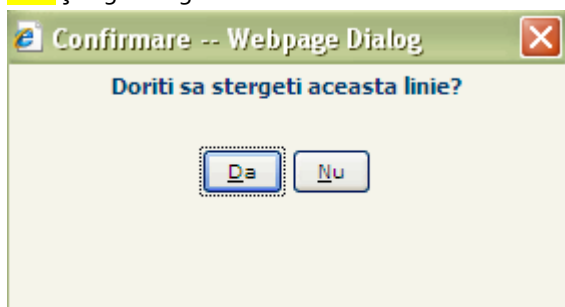 Confirmare -- Webpage Dialog
Doriti sa stergeti aceasta linie?
Da Nu